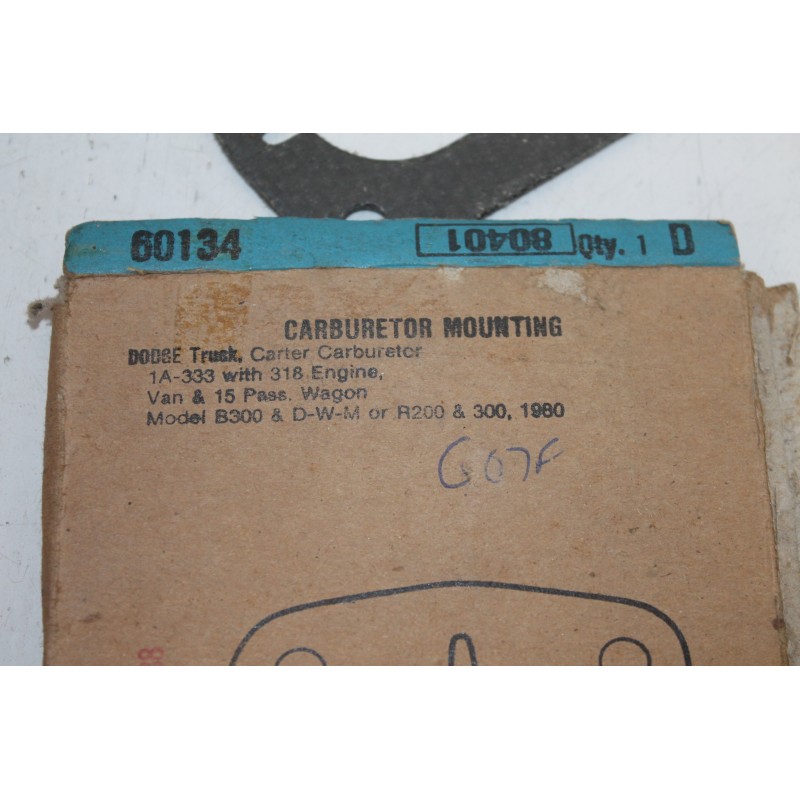 60134 80401 Qty. 1 D
CARBURETOR MOUNTING
DODGE Truck, Carter Carburetor
1A-333 with 318 Engine,
Van & 15 Pass. Wagon
Model B300 & D-W-M or R200 & 300, 1980
G07F
8